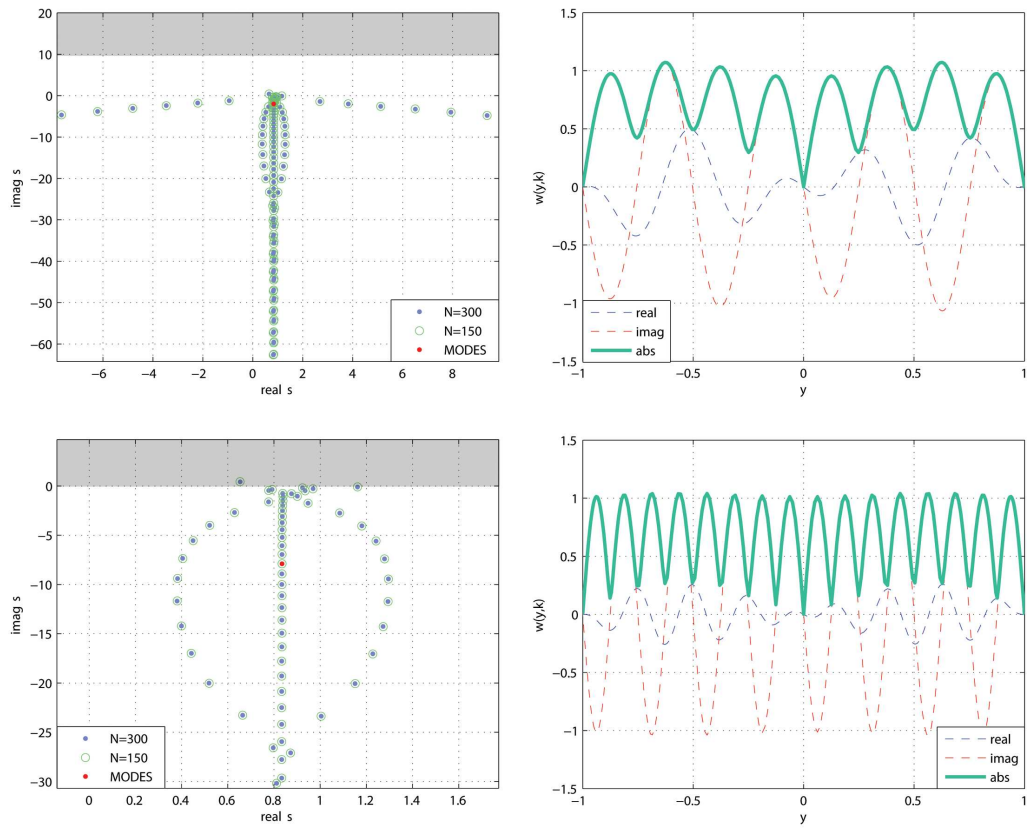 20
10
0
−10
−20
−30
−40
−50
−60
imag s
−6 −4 −2 0 2 4 6 8
real s
N=300
N=150
MODES
1.5
1
0.5
0
−0.5
−1
−1.5
w(y,k)
−1 −0.5 0 0.5 1
y
real
imag
abs
0
−5
−10
−15
−20
−25
−30
imag s
0 0.2 0.4 0.6 0.8 1 1.2 1.4 1.6
real s
N=300
N=150
MODES
1.5
1
0.5
0
−0.5
−1
−1.5
w(y,k)
−1 −0.5 0 0.5 1
y
real
imag
abs